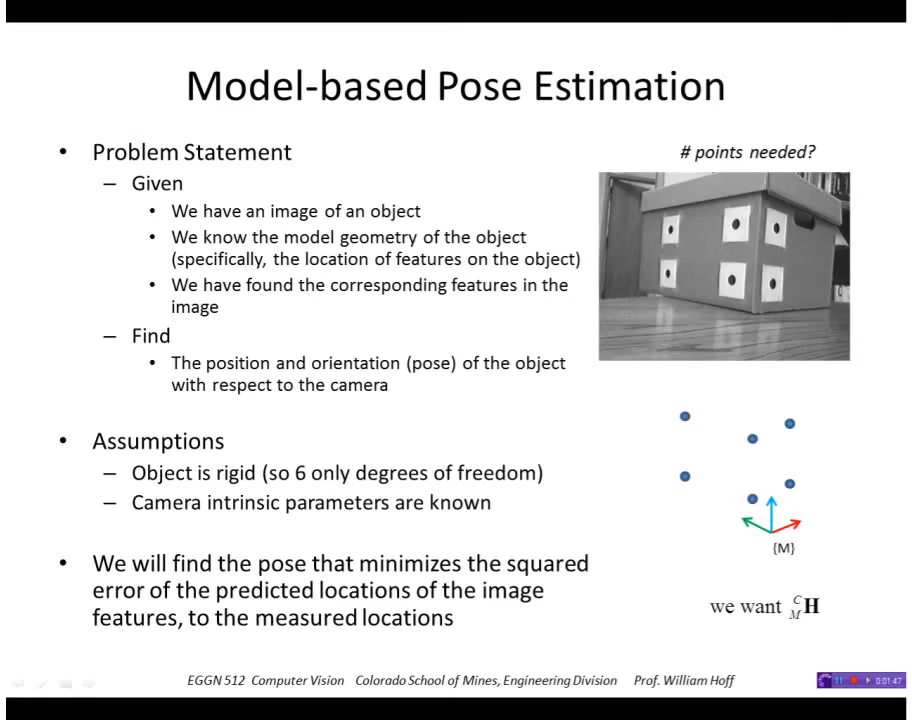 Model-based Pose Estimation
• Problem Statement
– Given
• We have an image of an object
• We know the model geometry of the object
(specifically, the location of features on the object)
• We have found the corresponding features in the
image
– Find
• The position and orientation (pose) of the object
with respect to the camera
• Assumptions
– Object is rigid (so 6 only degrees of freedom)
– Camera intrinsic parameters are known
• We will find the pose that minimizes the squared
error of the predicted locations of the image
features, to the measured locations
# points needed?
{M}
we want C M H
EGGN 512 Computer Vision Colorado School of Mines, Engineering Division Prof. William Hoff
0:01:47